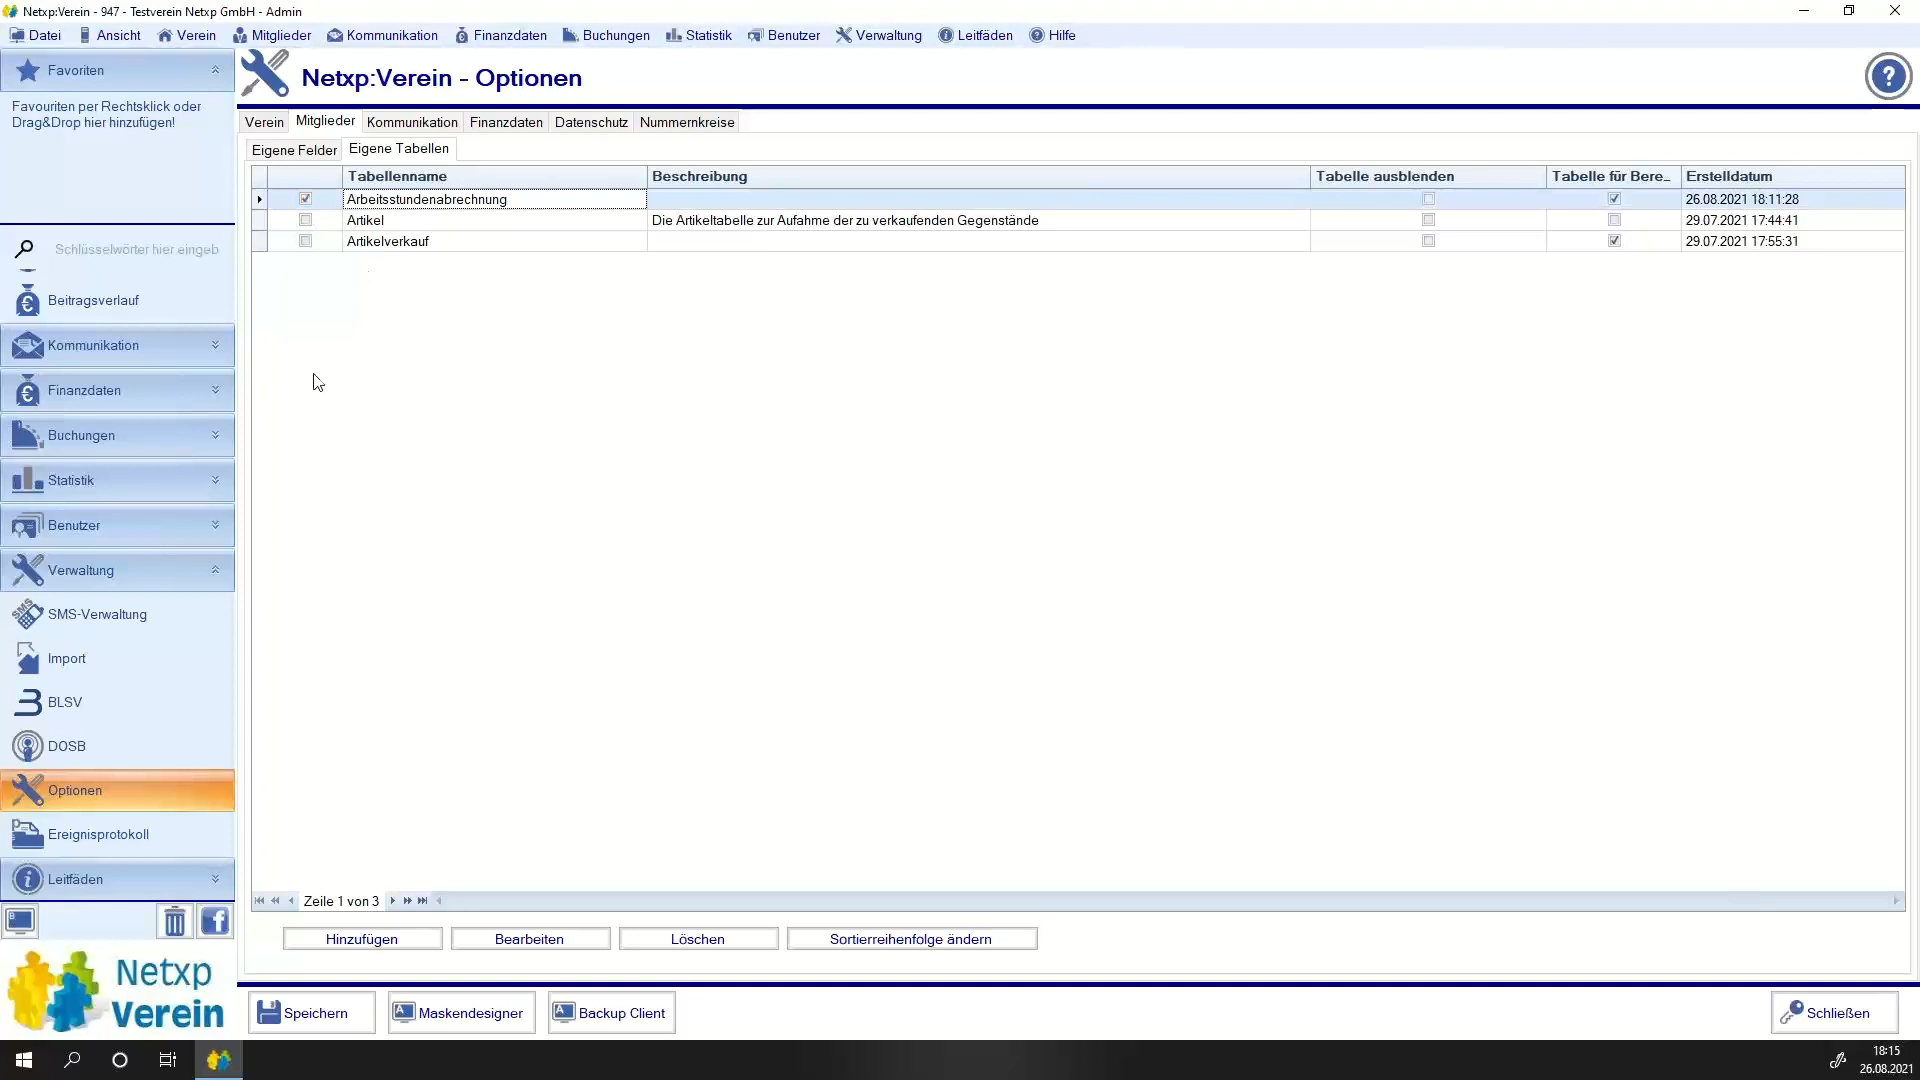 Netxp:Verein - 947 - Testverein Netxp GmbH - Admin
Datei Ansicht Verein Mitglieder Kommunikation Finanzdaten Buchungen Statistik Benutzer Verwaltung Leitfäden Hilfe
Favoriten
Favouriten per Rechtsklick oder
Drag&Drop hier hinzufügen!
Schlüsselwörter hier eingeb
Beitragsverlauf
Kommunikation
Finanzdaten
Buchungen
Statistik
Benutzer
Verwaltung
SMS-Verwaltung
Import
BLSV
DOSB
Optionen
Ereignisprotokoll
Leitfäden
Netxp
Verein
Netxp:Verein - Optionen
Verein Mitglieder Kommunikation Finanzdaten Datenschutz Nummernkreise
Eigene Felder Eigene Tabellen
Tabellenname Beschreibung Tabelle ausblenden Tabelle für Bere... Erstelldatum
Arbeitsstundenabrechnung 26.08.2021 18:11:28
Artikel Die Artikeltabelle zur Aufahme der zu verkaufenden Gegenstände 29.07.2021 17:44:41
Artikelverkauf 29.07.2021 17:55:31
Zeile 1 von 3
Hinzufügen Bearbeiten Löschen Sortierreihenfolge ändern
Speichern Maskendesigner Backup Client Schließen
18:15
26.08.2021